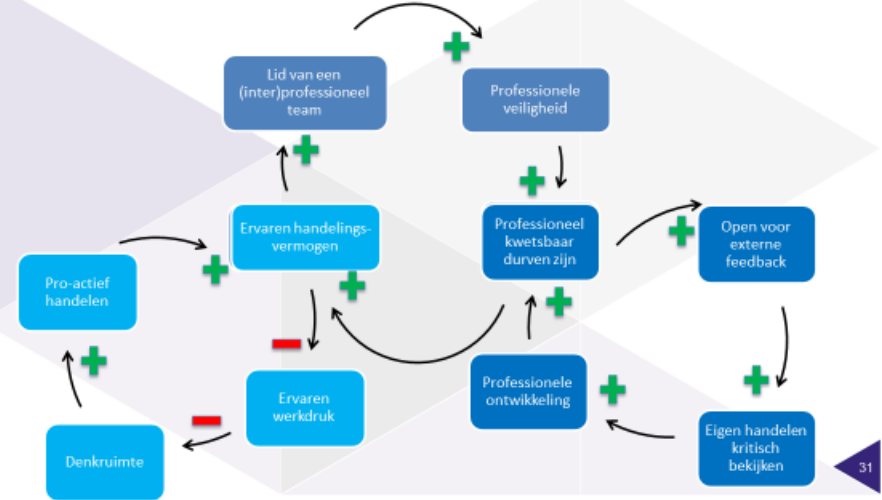 Lid van een
(inter)professioneel
team
Professionele
veiligheid
Ervaren handelings-
vermogen
Professioneel
kwetsbaar
durven zijn
Open voor
externe
feedback
Pro-actief
handelen
Ervaren
werkdruk
Professionele
ontwikkeling
Eigen handelen
kritisch
bekijken
Denkruimte
31